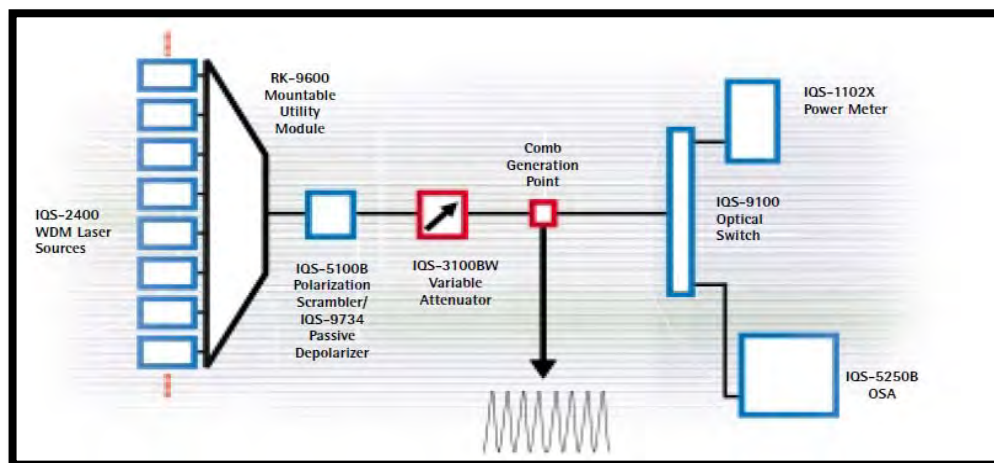 RK-9600
Mountable
Utility
Module
IQS-1102X
Power Meter
Comb
Generation
Point
IQS-2400
WDM Laser
Sources
IQS-9100
Optical
Switch
IQS-5100B
Polarization
Scrambler/
IQS-9734
Passive
Depolarizer
IQS-3100BW
Variable
Attenuator
IQS-5250B
OSA